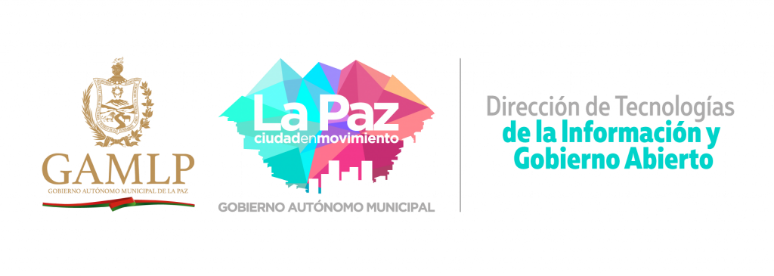 GAMLP
GOBIERNO AUTÓNOMO MUNICIPAL DE LA PAZ
La Paz
ciudadenmovimiento
GOBIERNO AUTÓNOMO MUNICIPAL
Dirección de Tecnologías
de la Información y
Gobierno Abierto